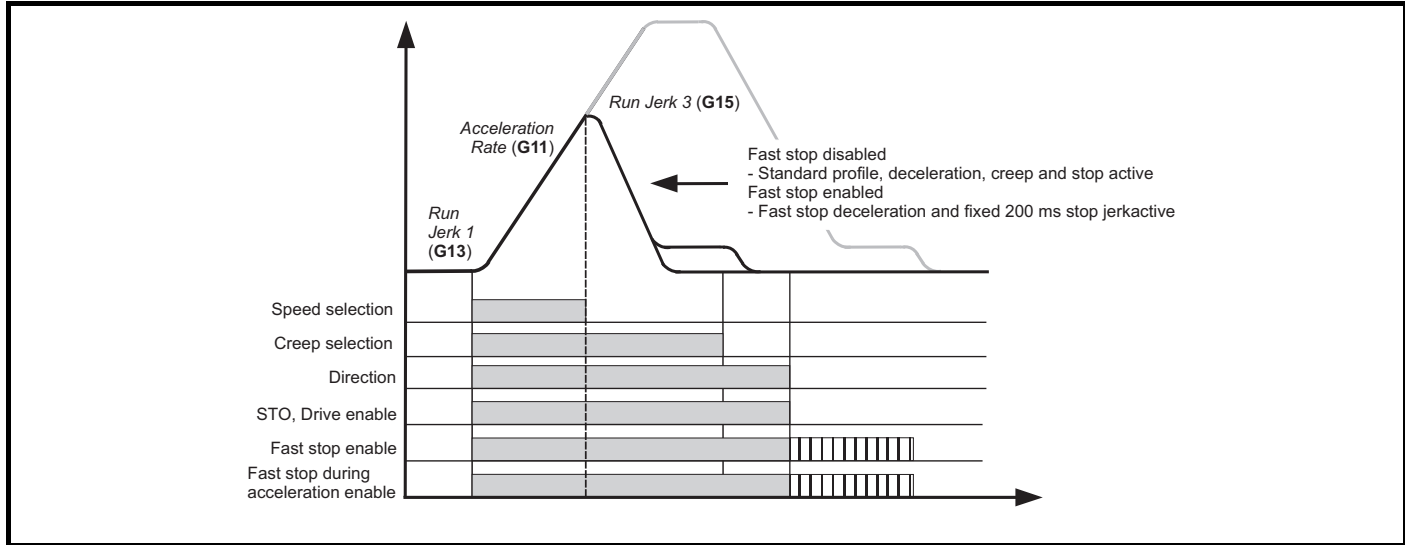 Run Jerk 3 (G15)
Acceleration
Rate (G11)
Fast stop disabled
- Standard profile, deceleration, creep and stop active
Fast stop enabled
- Fast stop deceleration and fixed 200 ms stop jerkactive
Run
Jerk 1
(G13)
Speed selection
Creep selection
Direction
STO, Drive enable
Fast stop enable
Fast stop during
acceleration enable